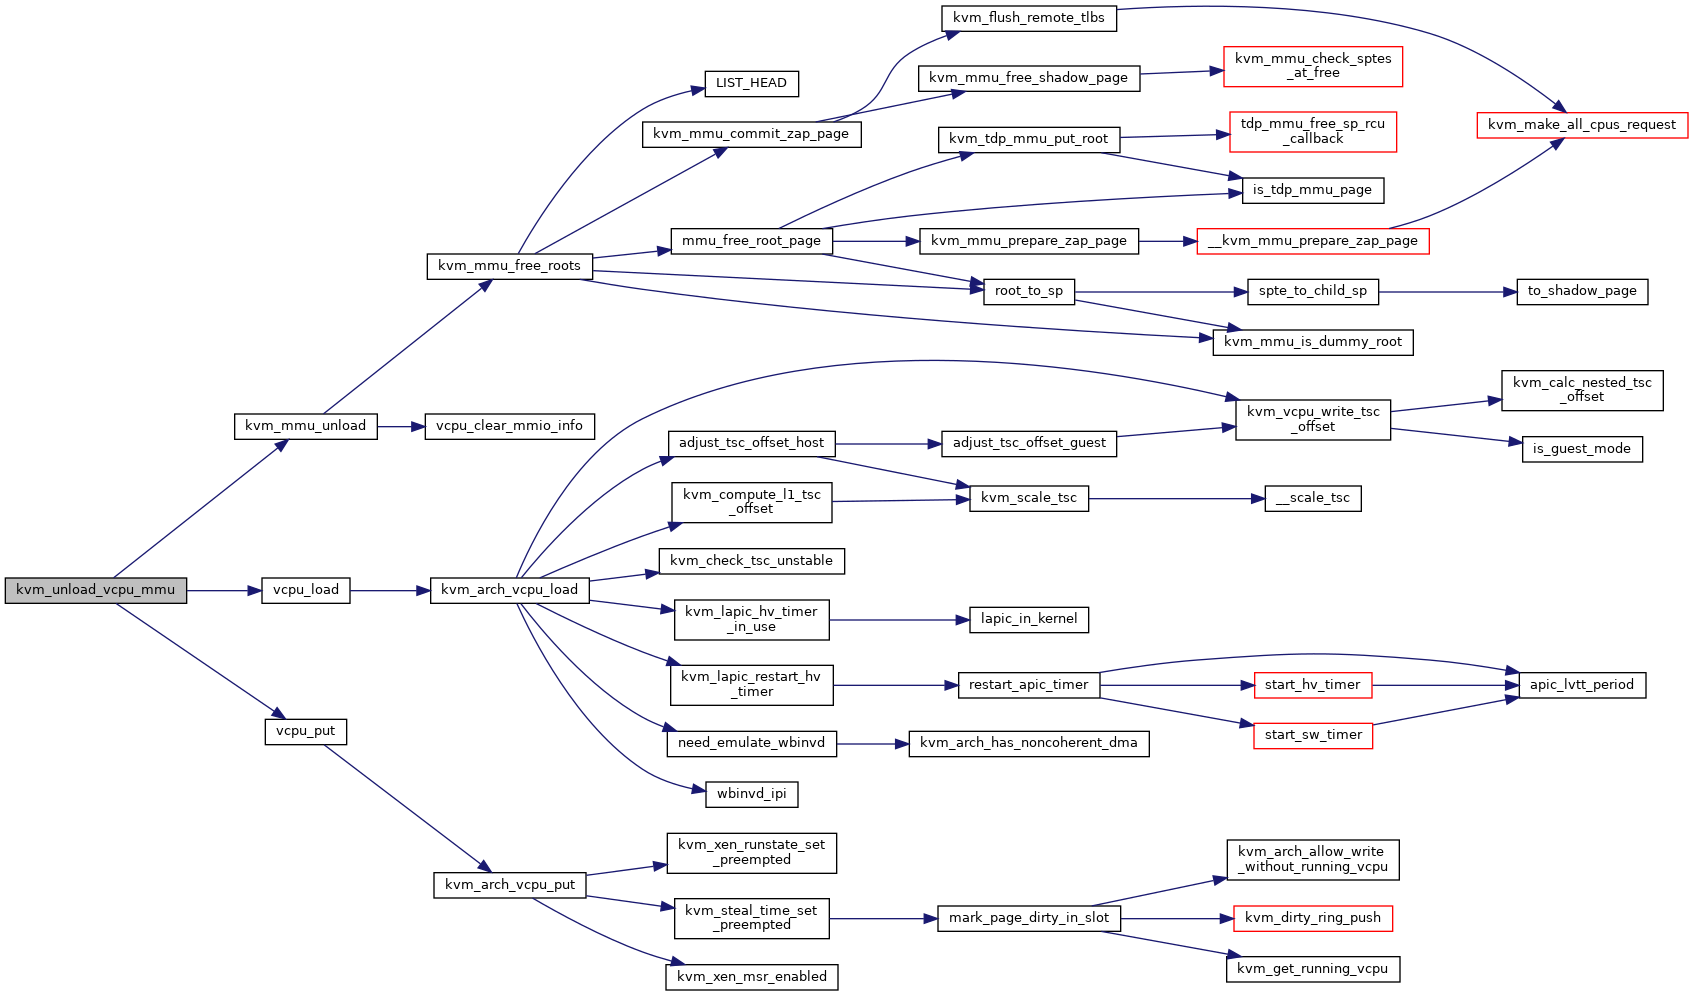 kvm_flush_remote_tlbs
kvm_mmu_check_sptes
_at_free
LIST_HEAD
kvm_mmu_free_shadow_page
kvm_mmu_commit_zap_page
kvm_tdp_mmu_put_root
tdp_mmu_free_sp_rcu
_callback
kvm_make_all_cpus_request
is_tdp_mmu_page
mmu_free_root_page
kvm_mmu_prepare_zap_page
__kvm_mmu_prepare_zap_page
kvm_mmu_free_roots
root_to_sp
spte_to_child_sp
to_shadow_page
kvm_mmu_is_dummy_root
kvm_calc_nested_tsc
_offset
kvm_vcpu_write_tsc
_offset
kvm_mmu_unload
vcpu_clear_mmio_info
adjust_tsc_offset_host
adjust_tsc_offset_guest
is_guest_mode
kvm_compute_l1_tsc
_offset
kvm_scale_tsc
__scale_tsc
kvm_check_tsc_unstable
kvm_unload_vcpu_mmu
vcpu_load
kvm_arch_vcpu_load
kvm_lapic_hv_timer
_in_use
lapic_in_kernel
kvm_lapic_restart_hv
_timer
restart_apic_timer
start_hv_timer
apic_lvtt_period
vcpu_put
need_emulate_wbinvd
kvm_arch_has_noncoherent_dma
start_sw_timer
wbinvd_ipi
kvm_xen_runstate_set
_preempted
kvm_arch_allow_write
_without_running_vcpu
kvm_arch_vcpu_put
kvm_steal_time_set
_preempted
mark_page_dirty_in_slot
kvm_dirty_ring_push
kvm_xen_msr_enabled
kvm_get_running_vcpu